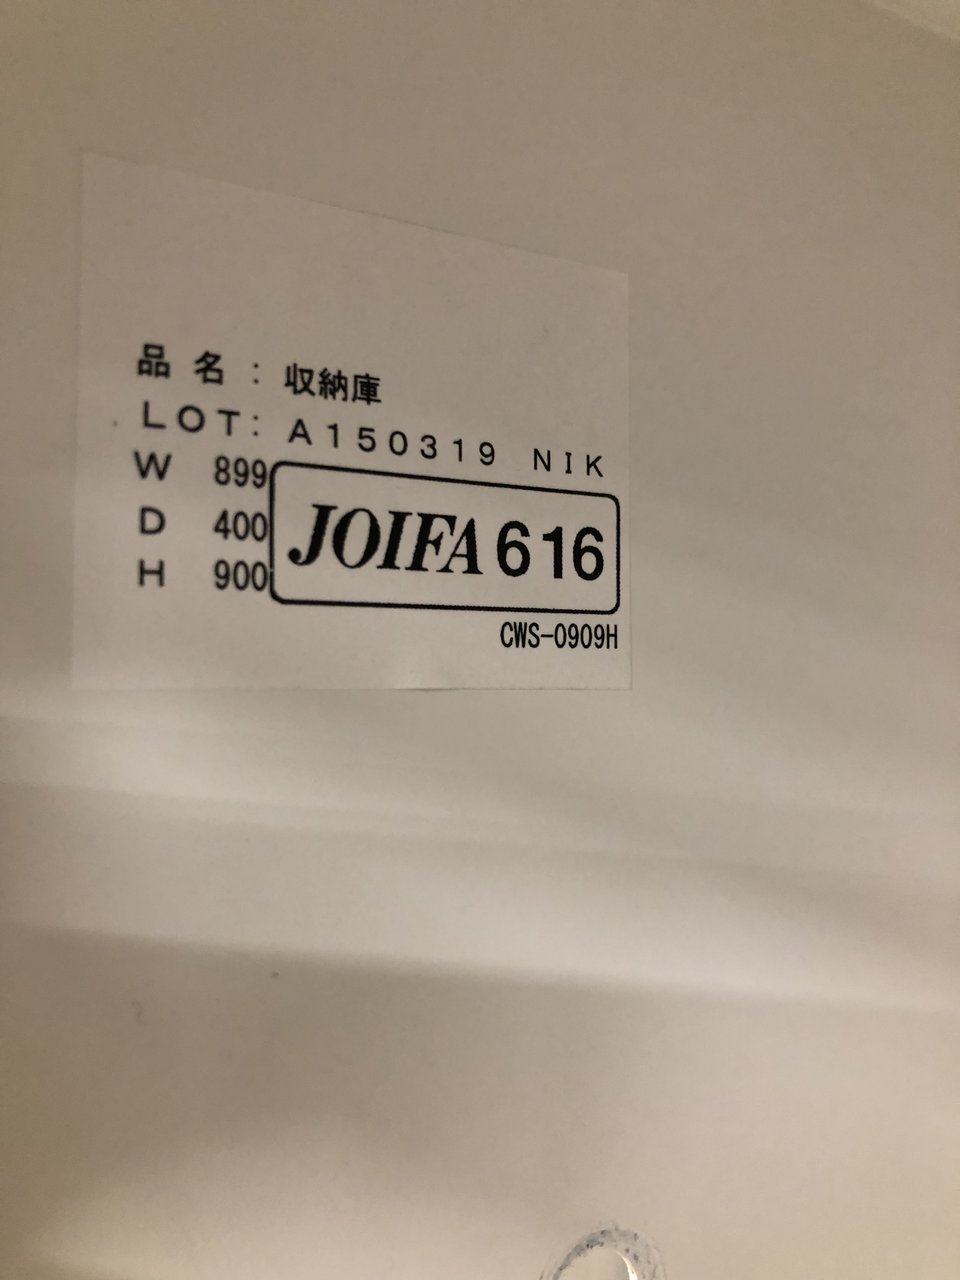 品 名 : 収納庫
LOT: A150319 NIK
W 899
D 400
H 900
JOIFA 616
CWS-0909H